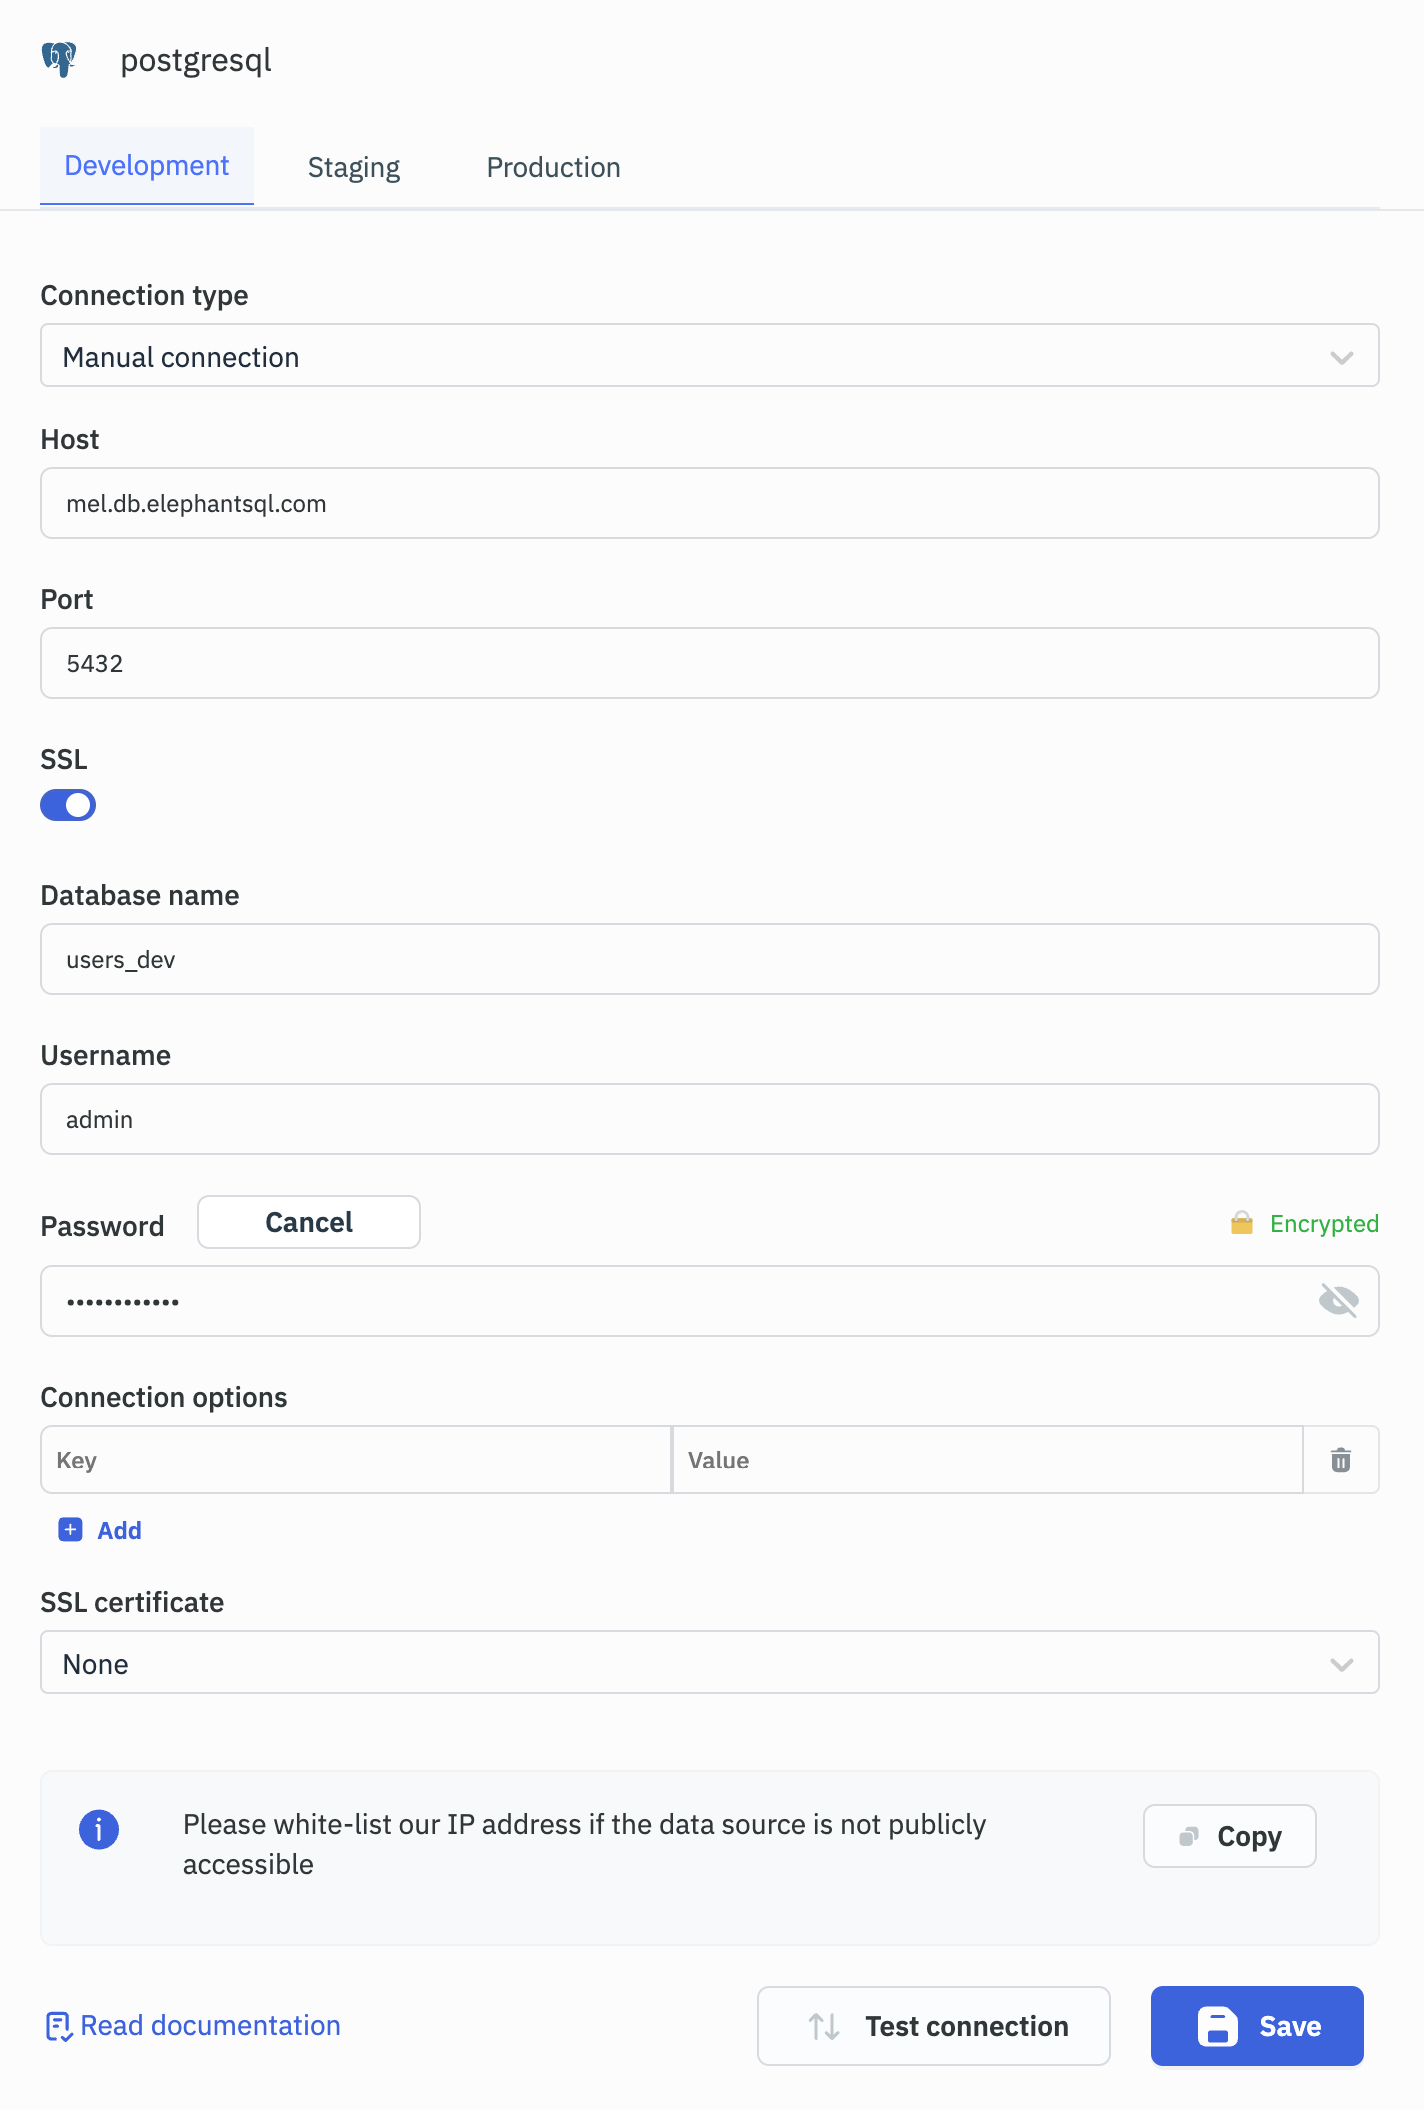 postgresql
Development
Staging
Production
Connection type
Manual connection
Host
mel.db.elephantsql.com
Port
5432
SSL
Database name
users_dev
Username
admin
Password
Cancel
Encrypted
••••••••••••
Connection options
Key
Value
Add
SSL certificate
None
Please white-list our IP address if the data source is not publicly
accessible
Copy
Read documentation
Test connection
Save